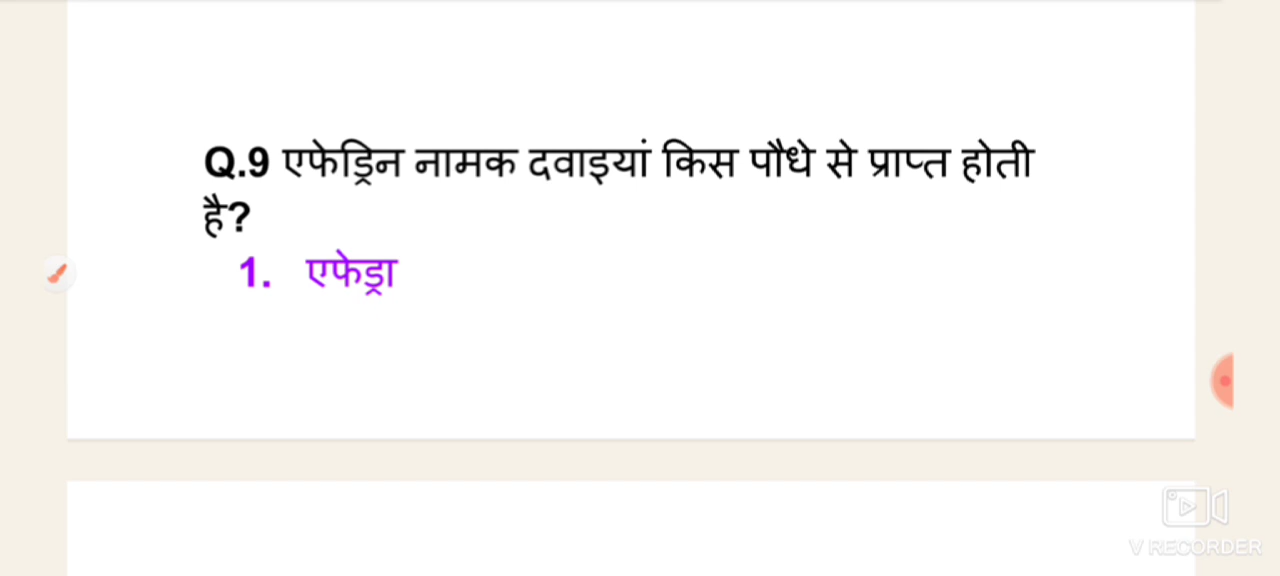 Q.9 एफेड्रिन नामक दवाइयां किस पौधे से प्राप्त होती
है?
1. एफेड्रा
V RECORDER